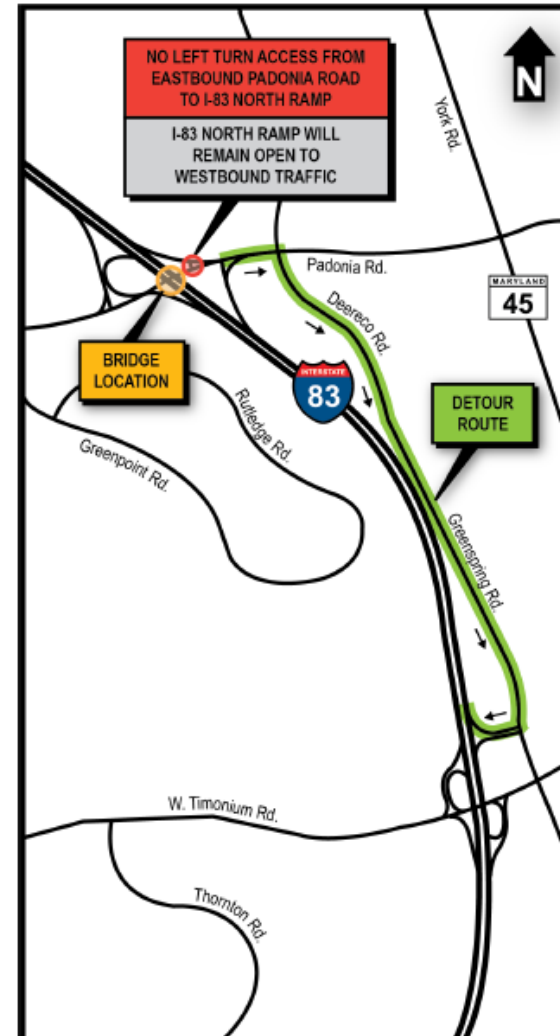 NO LEFT TURN ACCESS FROM
EASTBOUND PADONIA ROAD
TO I-83 NORTH RAMP
I-83 NORTH RAMP WILL
REMAIN OPEN TO
WESTBOUND TRAFFIC
N
York Rd.
Padonia Rd.
MARYLAND
45
Deereco Rd.
BRIDGE
LOCATION
INTERSTATE
83
Rutledge Rd.
DETOUR
ROUTE
Greenpoint Rd.
Greenspring Rd.
W. Timonium Rd.
Thornton Rd.